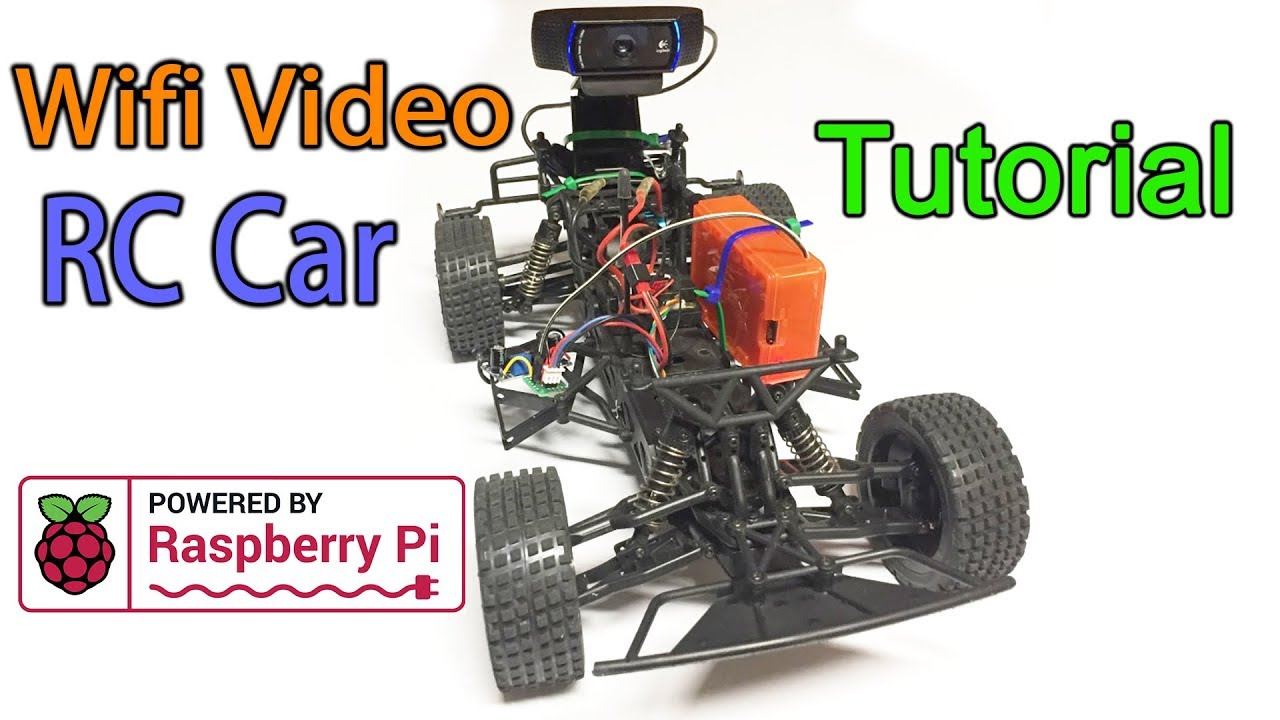 Wifi Video
RC Car
Tutorial
POWERED BY
Raspberry Pi